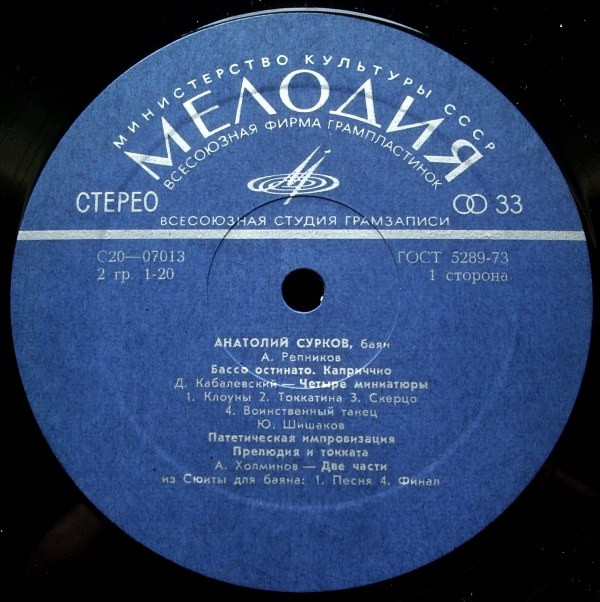 МИНИСТЕРСТВО КУЛЬТУРЫ СССР
МЕЛОДИЯ
ВСЕСОЮЗНАЯ ФИРМА ГРАМПЛАСТИНОК
СТЕРЕО 33
ВСЕСОЮЗНАЯ СТУДИЯ ГРАМЗАПИСИ
С20—07013 ГОСТ 5289-73
2 гр. 1-20 1 сторона
АНАТОЛИЙ СУРКОВ, баян
А. Репников
Бассо остинато. Каприччио
Д. Кабалевский — Четыре миниатюры
1. Клоуны 2. Токкатина 3. Скерцо
4. Воинственный танец
Ю. Шишаков
Патетическая импровизация
Прелюдия и токката
А. Холминов — Две части
из Сюиты для баяна: 1. Песня 4. Финал